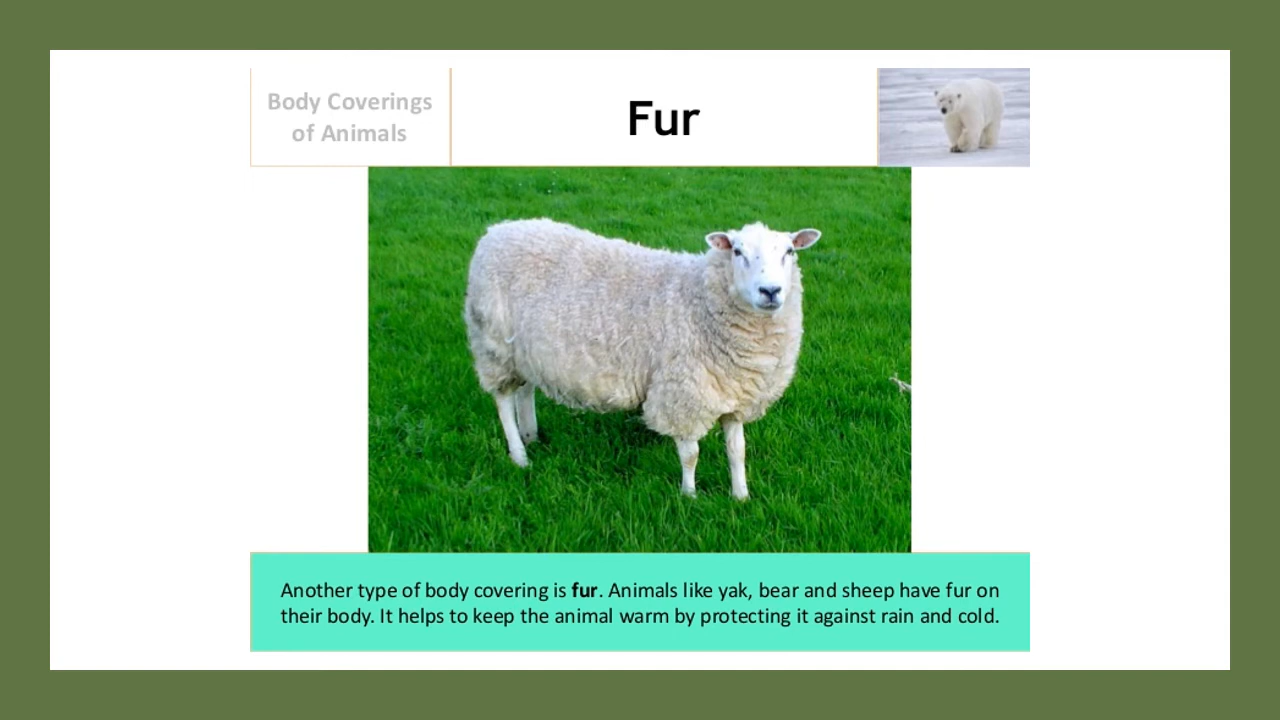 Body Coverings
of Animals
Fur
Another type of body covering is fur. Animals like yak, bear and sheep have fur on
their body. It helps to keep the animal warm by protecting it against rain and cold.